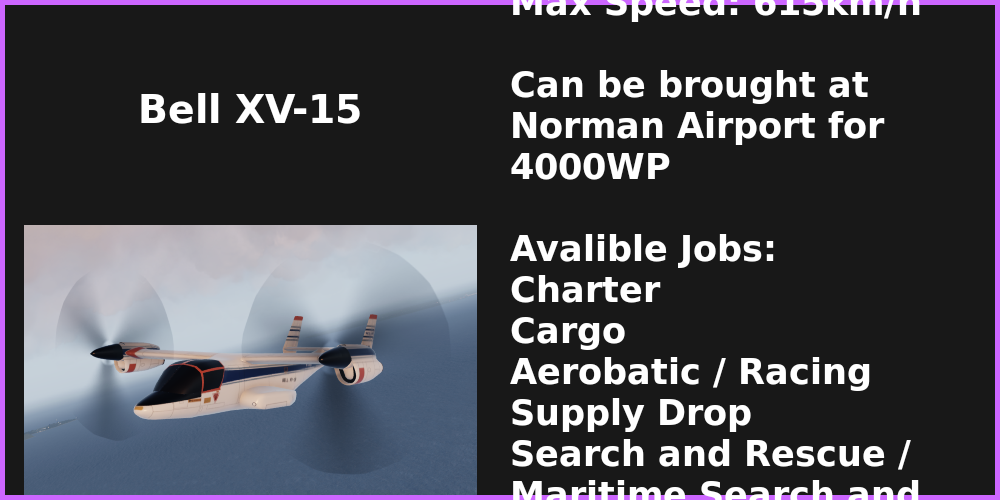 Max Speed: 615km/h
Bell XV-15
Can be brought at
Norman Airport for
4000WP
Avalible Jobs:
Charter
Cargo
Aerobatic / Racing
Supply Drop
Search and Rescue /
Maritime Search and